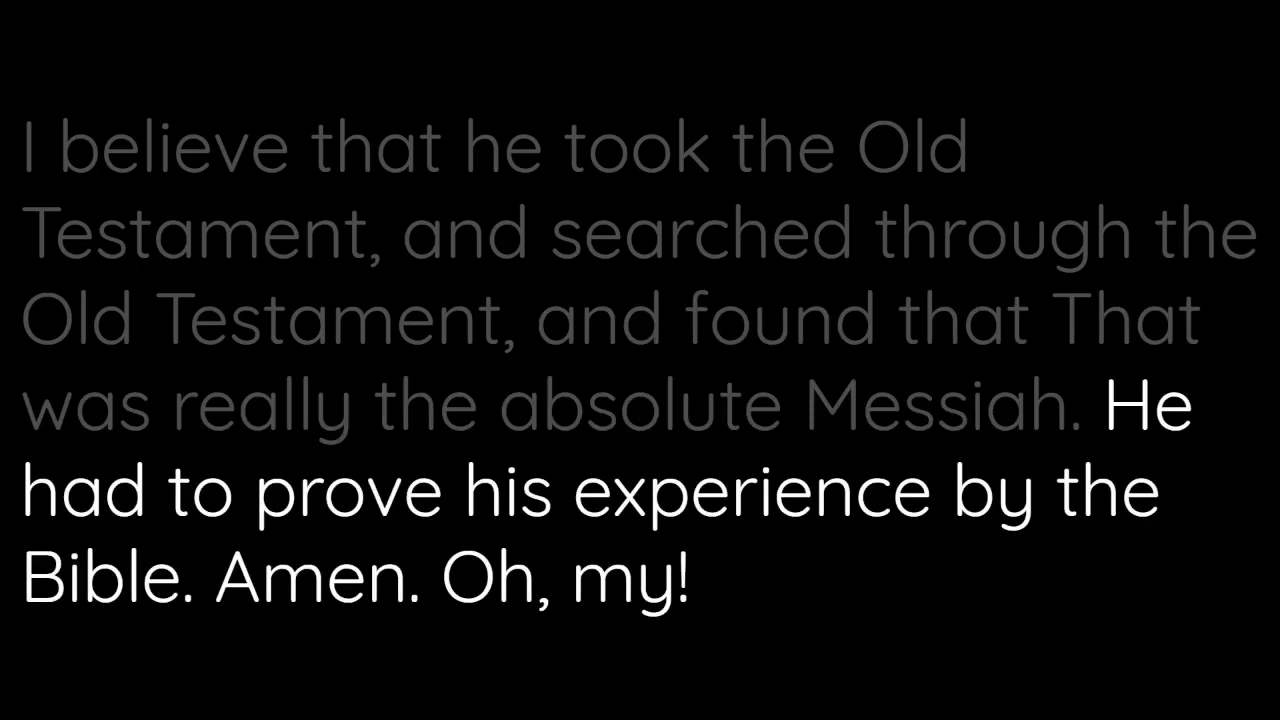 I believe that he took the Old
Testament, and searched through the
Old Testament, and found that That
was really the absolute Messiah. He
had to prove his experience by the
Bible. Amen. Oh, my!